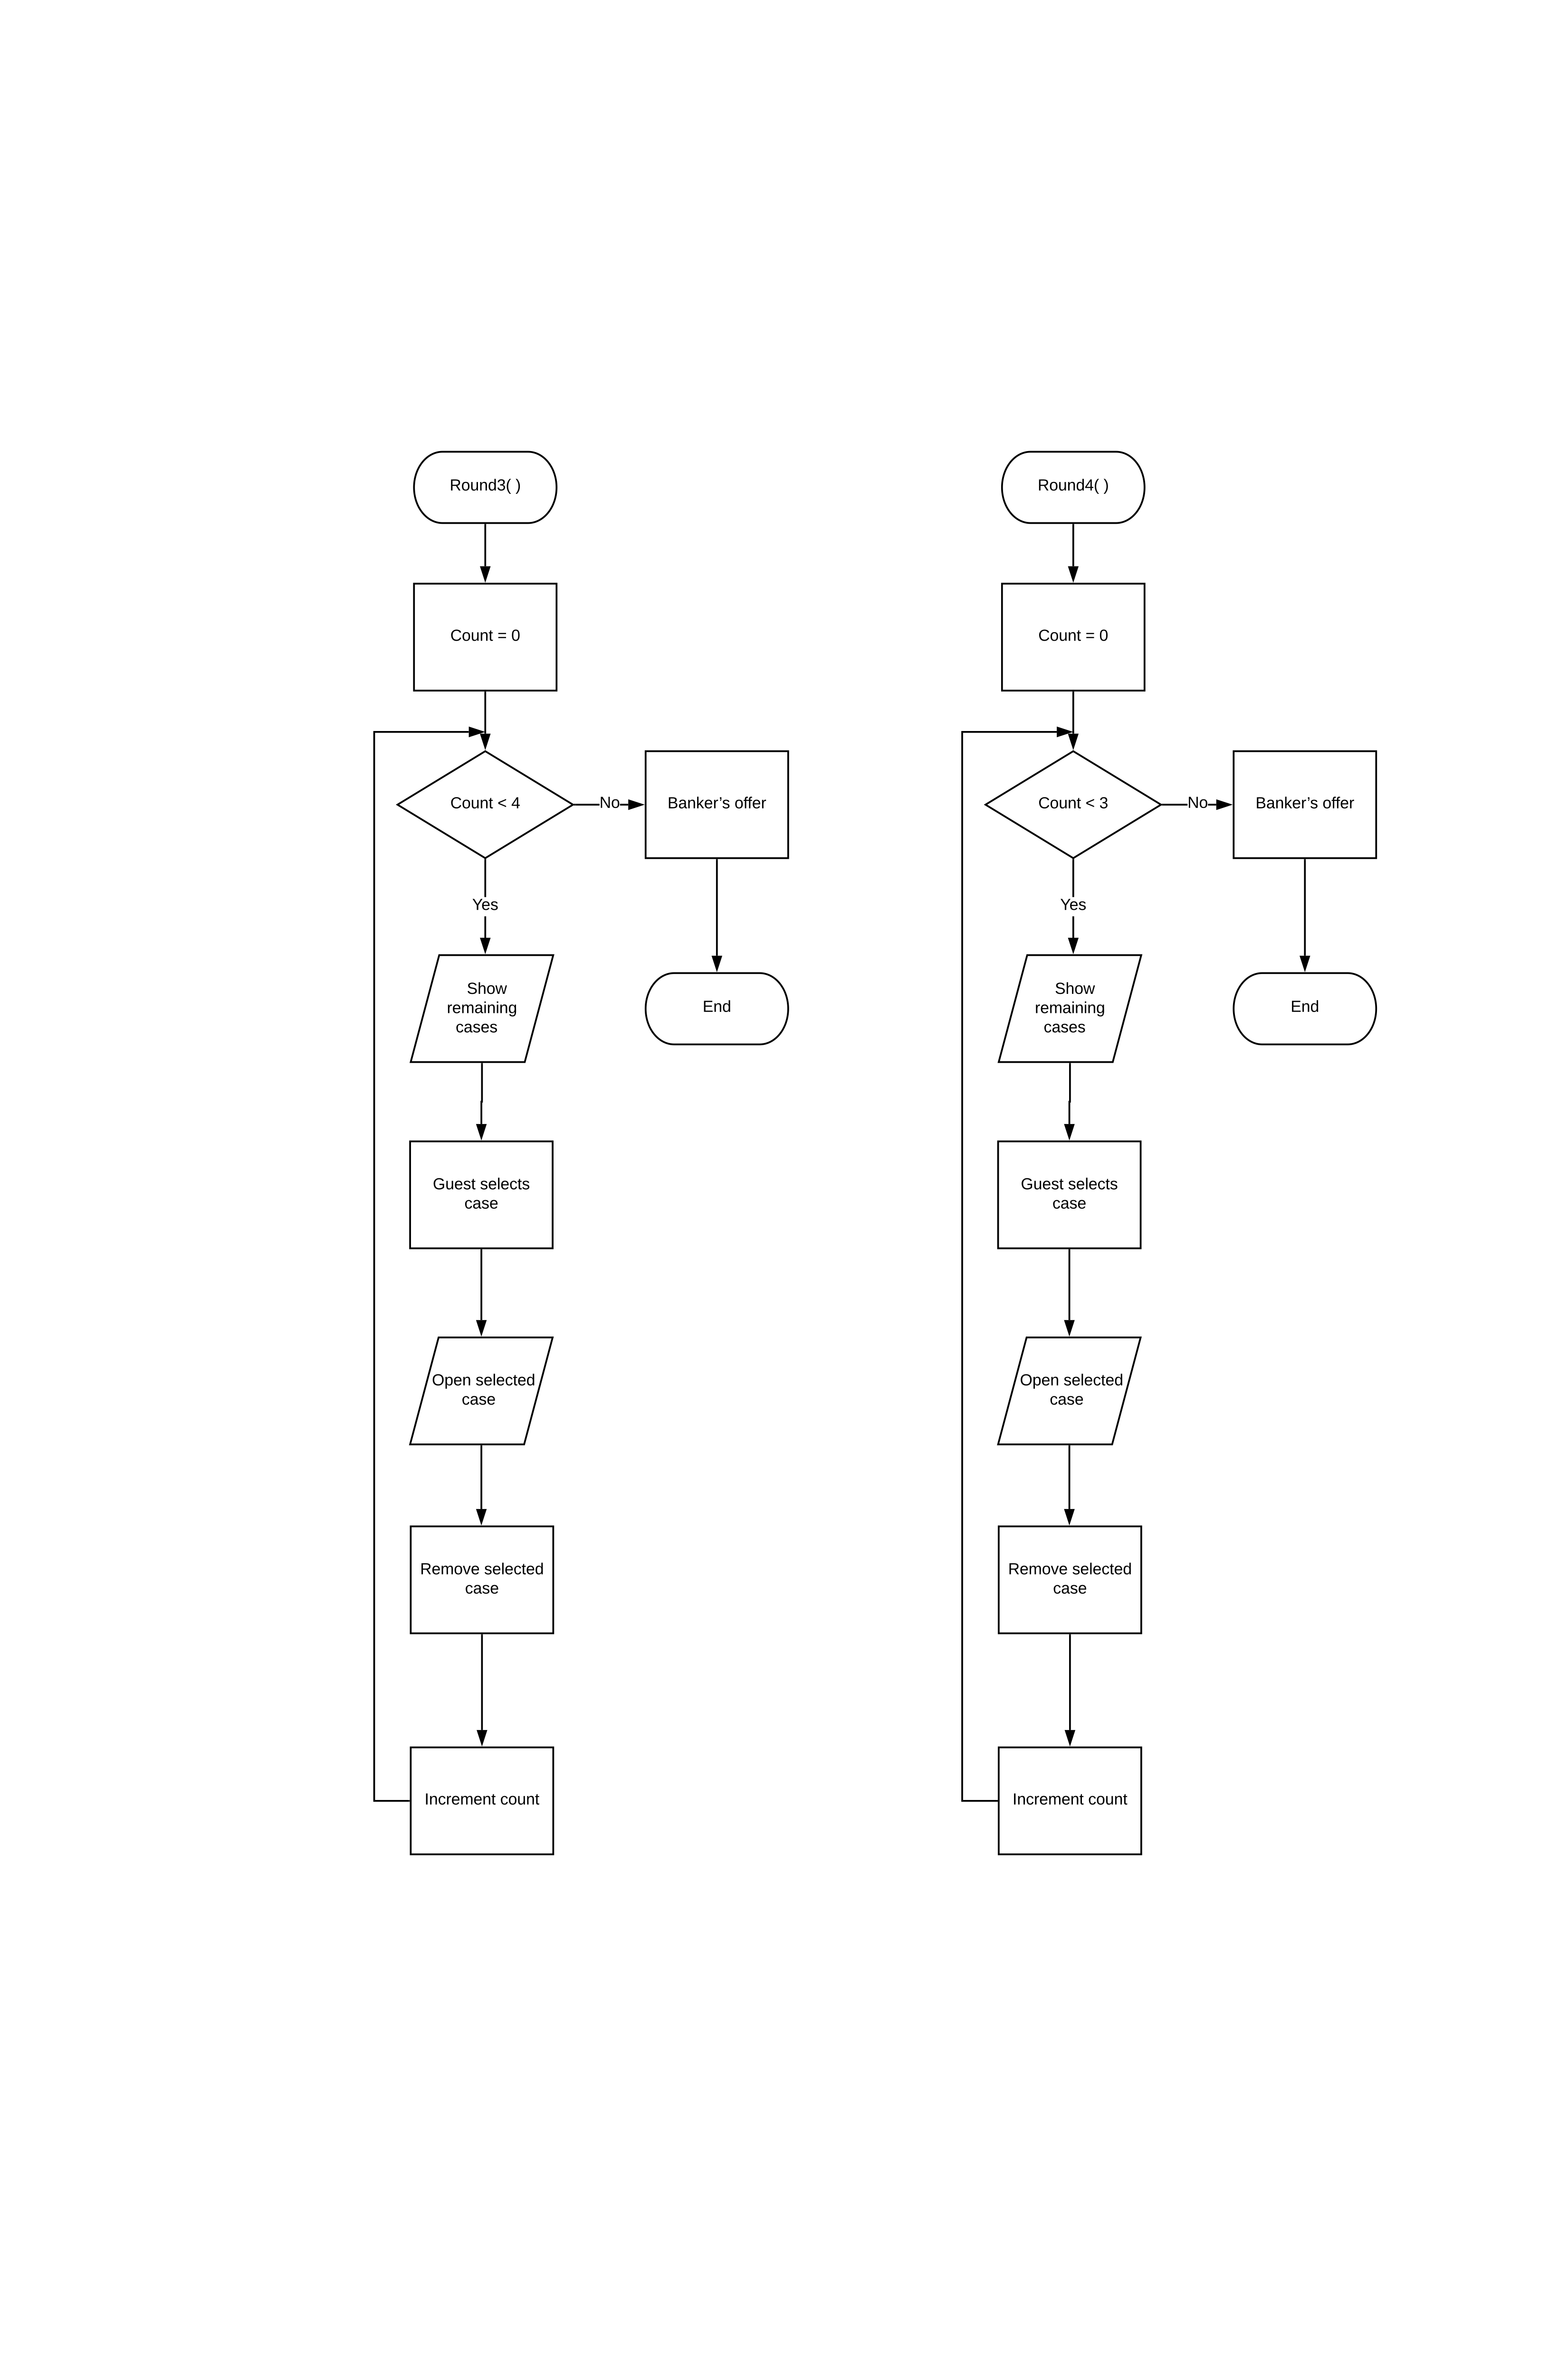 Round3( )
Count = 0
Count < 4
No
Banker’s offer
Yes
Show
remaining
cases
End
Guest selects
case
Open selected
case
Remove selected
case
Increment count
Round4( )
Count = 0
Count < 3
No
Banker’s offer
Yes
Show
remaining
cases
End
Guest selects
case
Open selected
case
Remove selected
case
Increment count